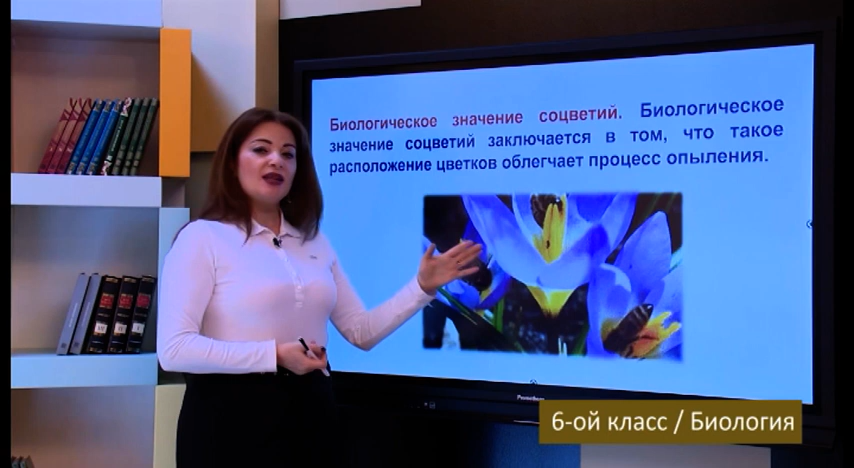 Биологическое значение соцветий. Биологическое
значение соцветий заключается в том, что такое
расположение цветков облегчает процесс опыления.
Promethean
6-ой класс / Биология